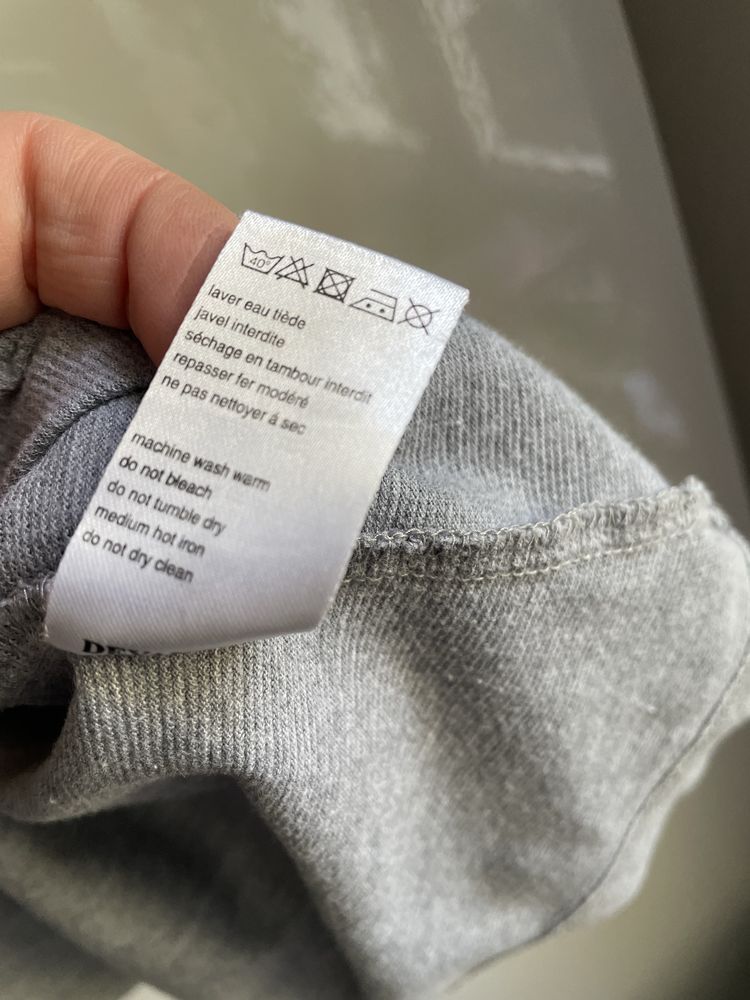 40°
laver eau tiède
javel interdite
séchage en tambour interdit
repasser fer modéré
ne pas nettoyer á sec
machine wash warm
do not bleach
do not tumble dry
medium hot iron
do not dry clean